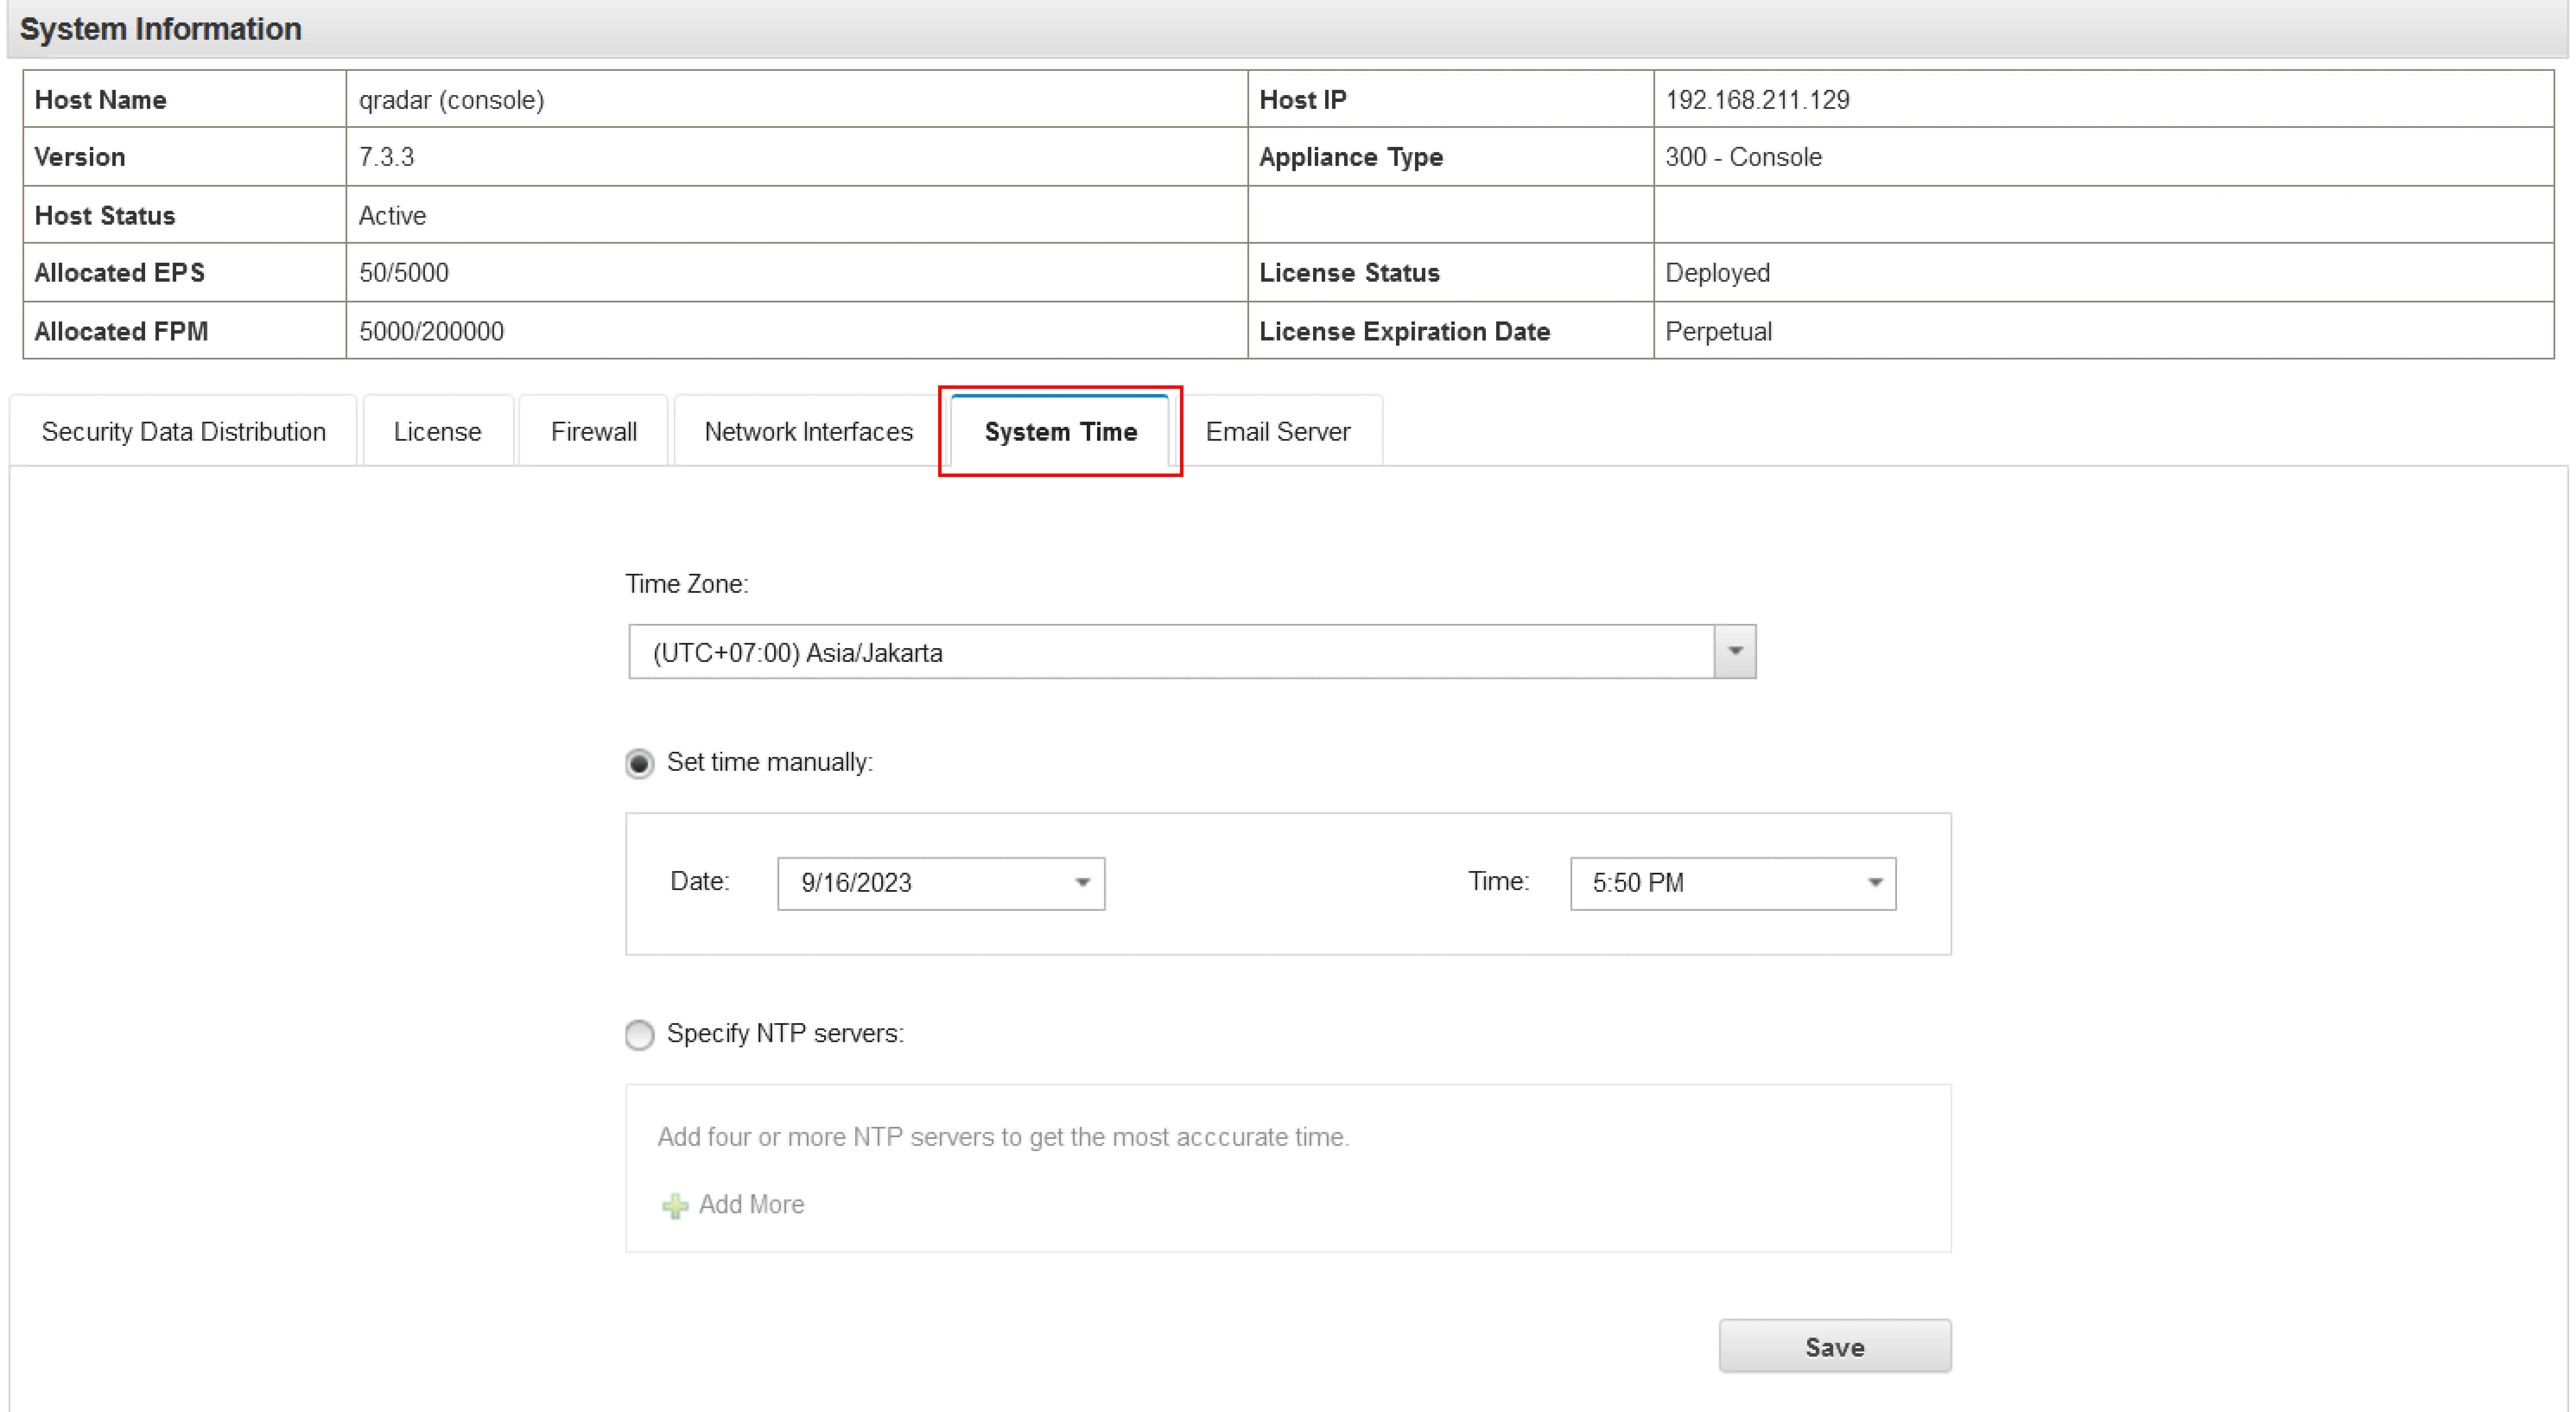 System Information
Host Name qradar (console) Host IP 192.168.211.129
Version 7.3.3 Appliance Type 300 - Console
Host Status Active
Allocated EPS 50/5000 License Status Deployed
Allocated FPM 5000/200000 License Expiration Date Perpetual
Security Data Distribution License Firewall Network Interfaces System Time Email Server
Time Zone:
(UTC+07:00) Asia/Jakarta
Set time manually:
Date: 9/16/2023 Time: 5:50 PM
Specify NTP servers:
Add four or more NTP servers to get the most acccurate time.
Add More
Save